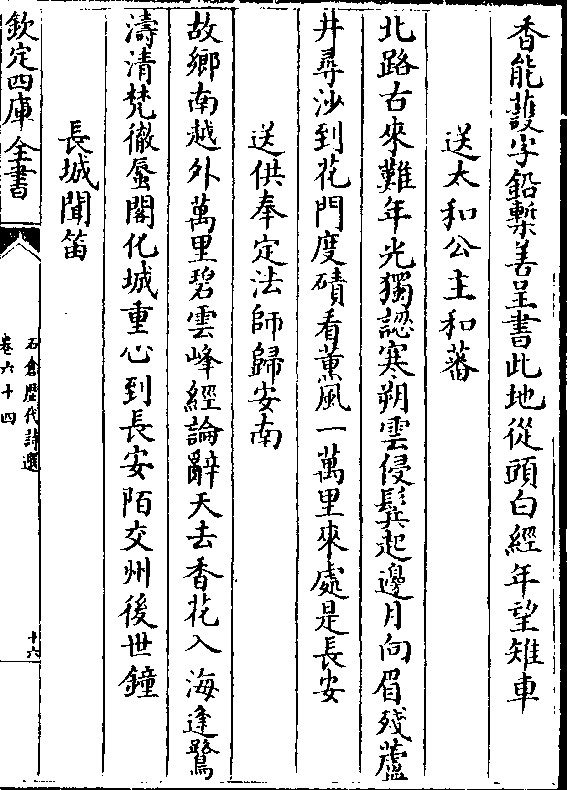 香能䕶字鉛槧善呈書此地從頭白經年望雉車
送太和公主和蕃
北路古來難年光獨認寒朔雲侵鬂起邊月向眉殘蘆
井尋沙到花門度磧看薫風一萬里來處是長安
送供奉定法師歸安南
故鄉南越外萬里碧雲峰經論辭天去香花入海逢鷺
濤清梵徹蜃閣化城重心到長安陌交州後世鐘
長城聞笛
欽定四庫全書
石倉歴代詩選
卷六十四
十六